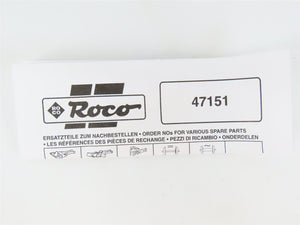 Roco
47151
ERSATZTEILE ZUM NACHBESTELLEN • ORDER NOs FOR VARIOUS SPARE PARTS
• LES RÉFÉRENCES DES PIÈCES DE RECHANGE • PEZZI DI RICAMBIO • ONDERDELEN